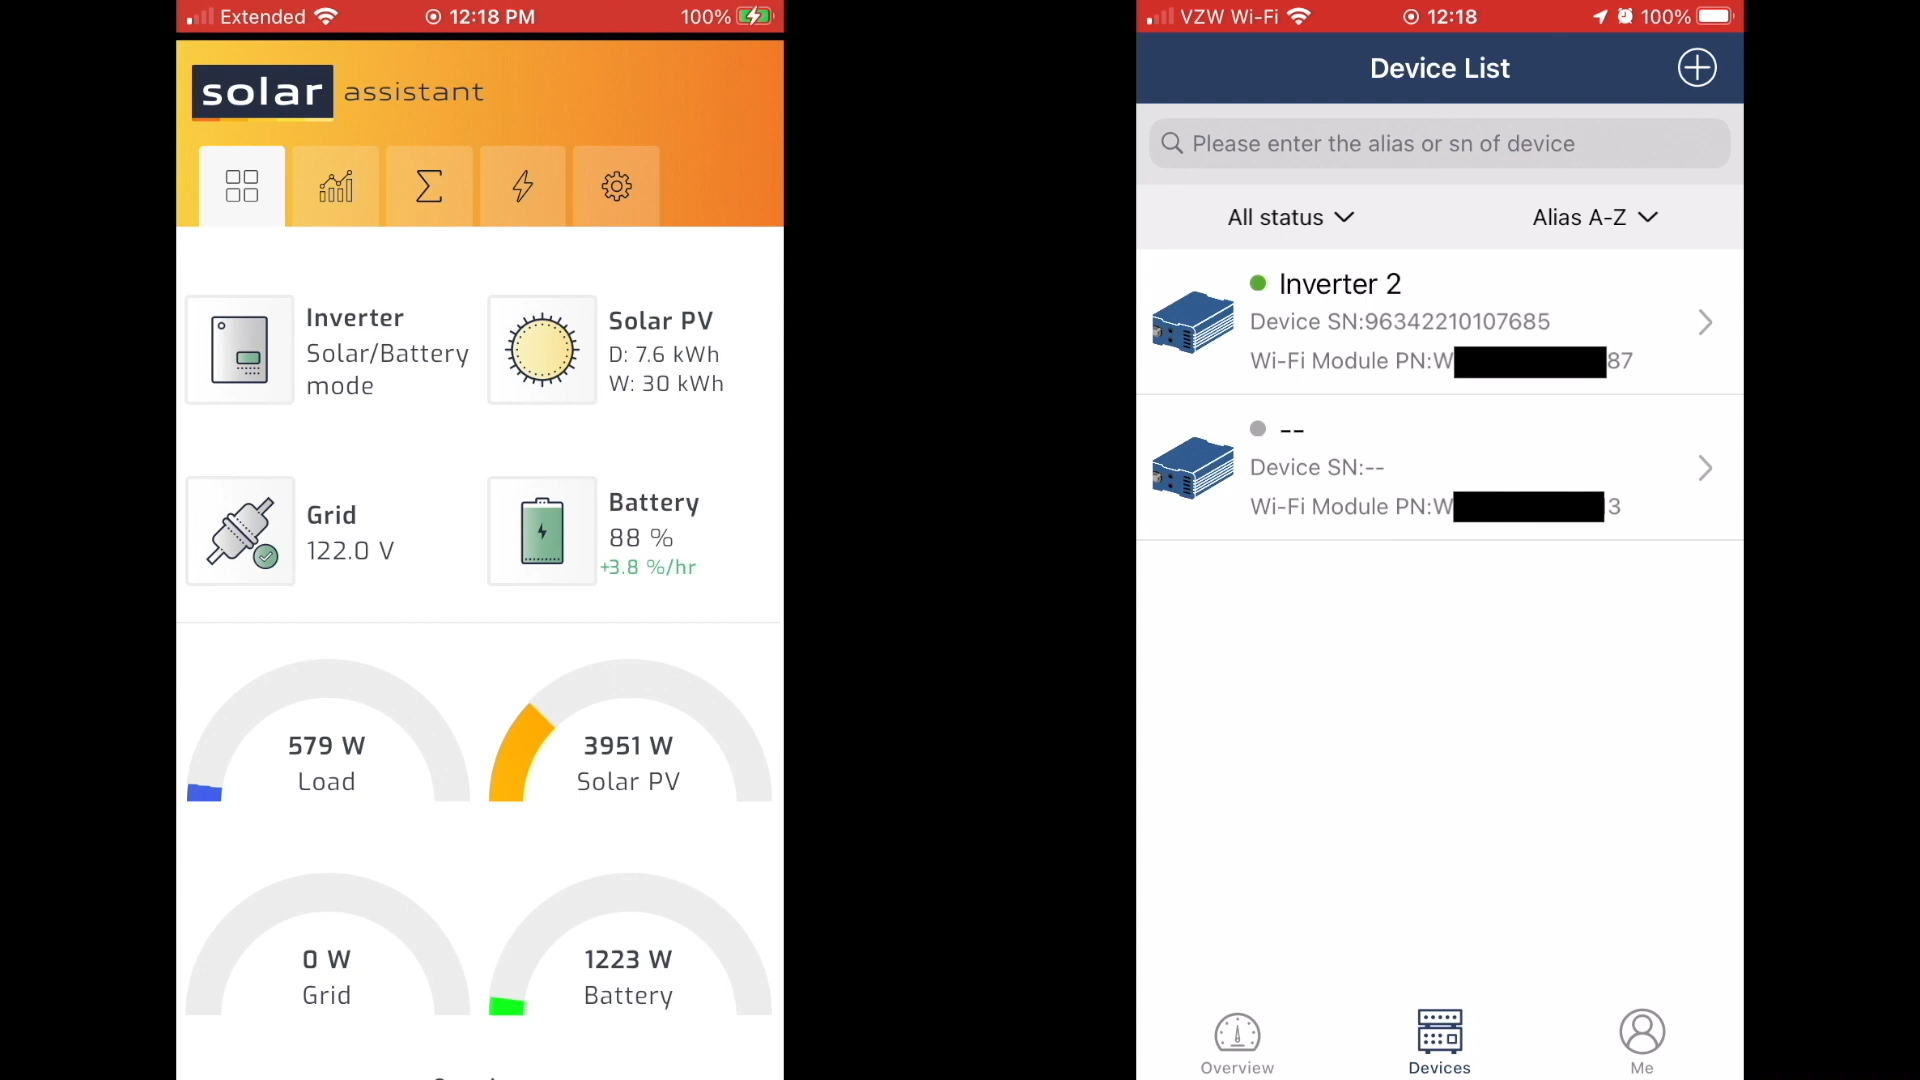 Extended 12:18 PM 100%
solar assistant
Inverter
Solar/Battery
mode
Solar PV
D: 7.6 kWh
W: 30 kWh
Grid
122.0 V
Battery
88 %
+3.8 %/hr
579 W
Load
3951 W
Solar PV
0 W
Grid
1223 W
Battery
VZW Wi-Fi 12:18 100%
Device List
Please enter the alias or sn of device
All status Alias A-Z
Inverter 2
Device SN:96342210107685
Wi-Fi Module PN:W 87
--
Device SN:--
Wi-Fi Module PN:W 3
Overview Devices Me